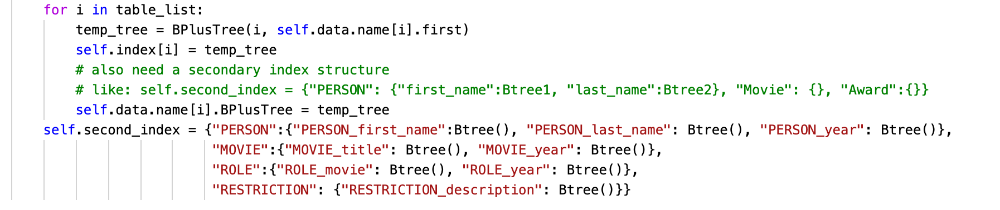 for i in table_list:
temp_tree = BPlusTree(i, self.data.name[i].first)
self.index[i] = temp_tree
# also need a secondary index structure
# like: self.second_index = {"PERSON": {"first_name":Btree1, "last_name":Btree2}, "Movie": {}, "Award":{}}
self.data.name[i].BPlusTree = temp_tree
self.second_index = {"PERSON":{"PERSON_first_name":Btree(), "PERSON_last_name": Btree(), "PERSON_year": Btree()},
"MOVIE":{"MOVIE_title": Btree(), "MOVIE_year": Btree()},
"ROLE":{"ROLE_movie": Btree(), "ROLE_year": Btree()},
"RESTRICTION": {"RESTRICTION_description": Btree()}}